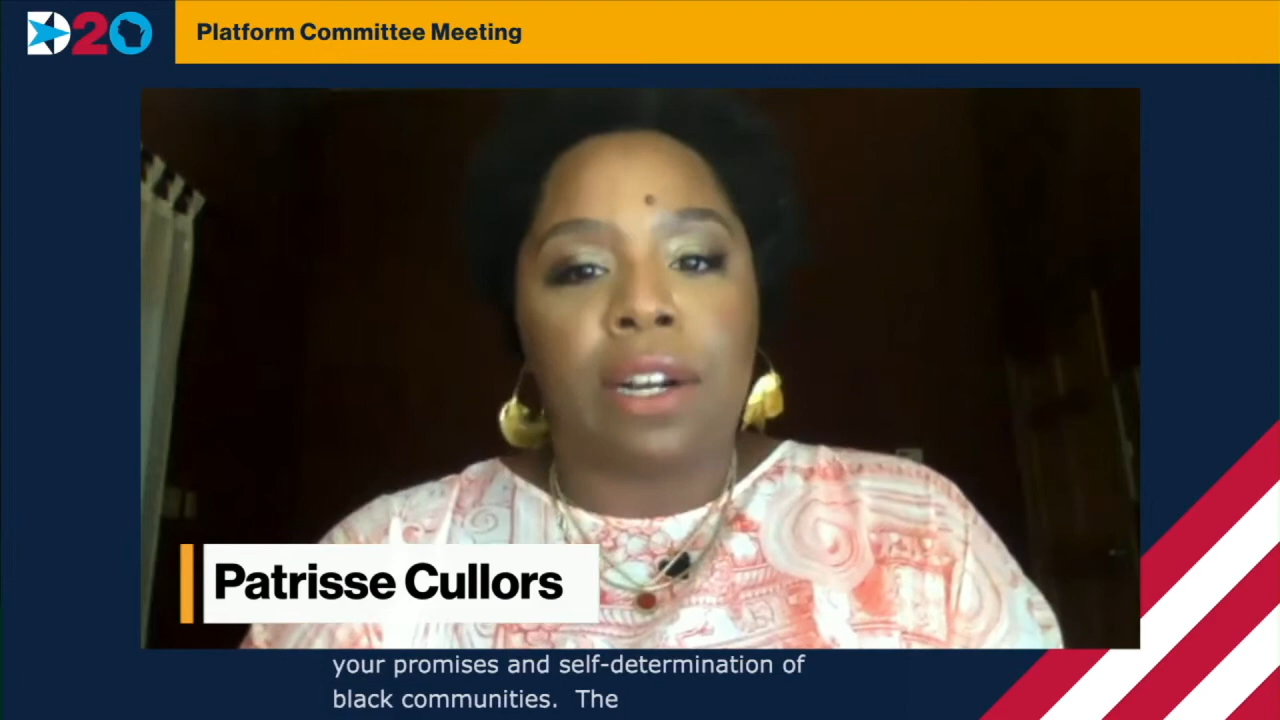 D20
Platform Committee Meeting
Patrisse Cullors
your promises and self-determination of
black communities.  The